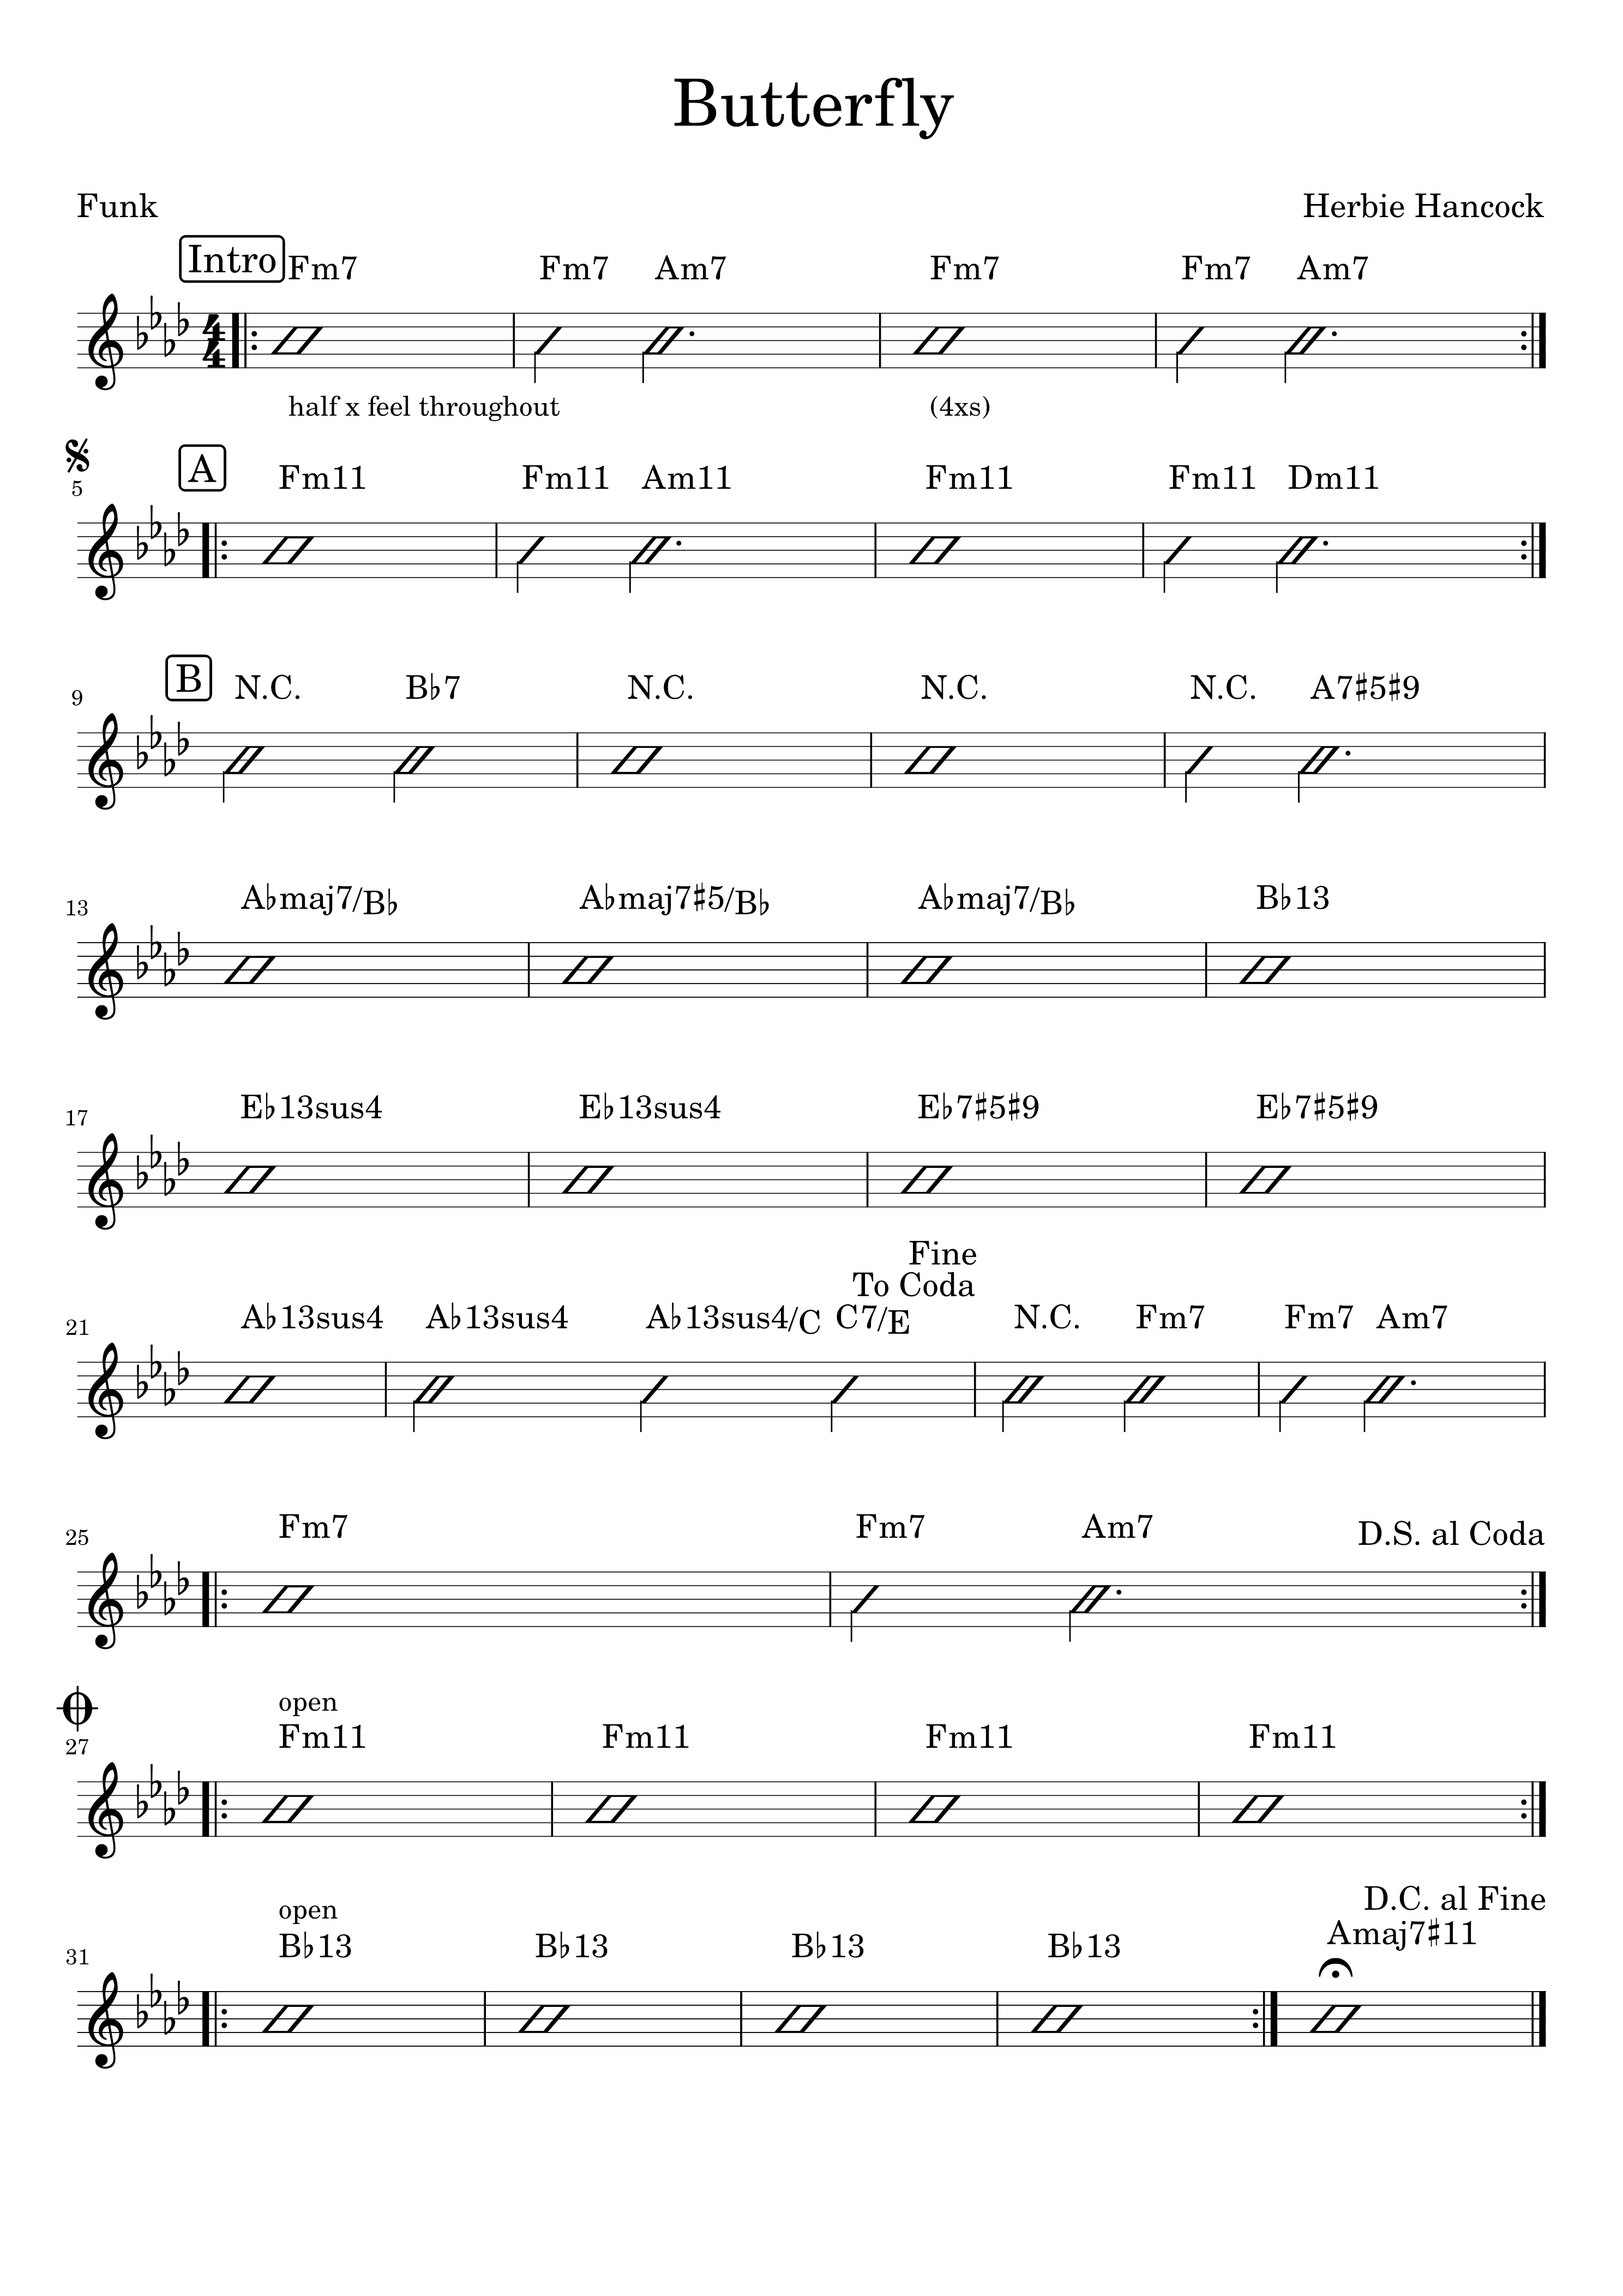 Butterfly
Funk Herbie Hancock
Intro Fm7 Fm7 Am7 Fm7 Fm7 Am7
4
4
half x feel throughout (4xs)
5 A Fm11 Fm11 Am11 Fm11 Fm11 Dm11
9 B N.C. B♭7 N.C. N.C. N.C. A7♯5♯9
13 A♭maj7/B♭ A♭maj7♯5/B♭ A♭maj7/B♭ B♭13
17 E♭13sus4 E♭13sus4 E♭7♯5♯9 E♭7♯5♯9
Fine
To Coda
21 A♭13sus4 A♭13sus4 A♭13sus4/C C7/E N.C. Fm7 Fm7 Am7
25 Fm7 Fm7 Am7 D.S. al Coda
open
27 Fm11 Fm11 Fm11 Fm11
D.C. al Fine
open
31 B♭13 B♭13 B♭13 B♭13 Amaj7♯11